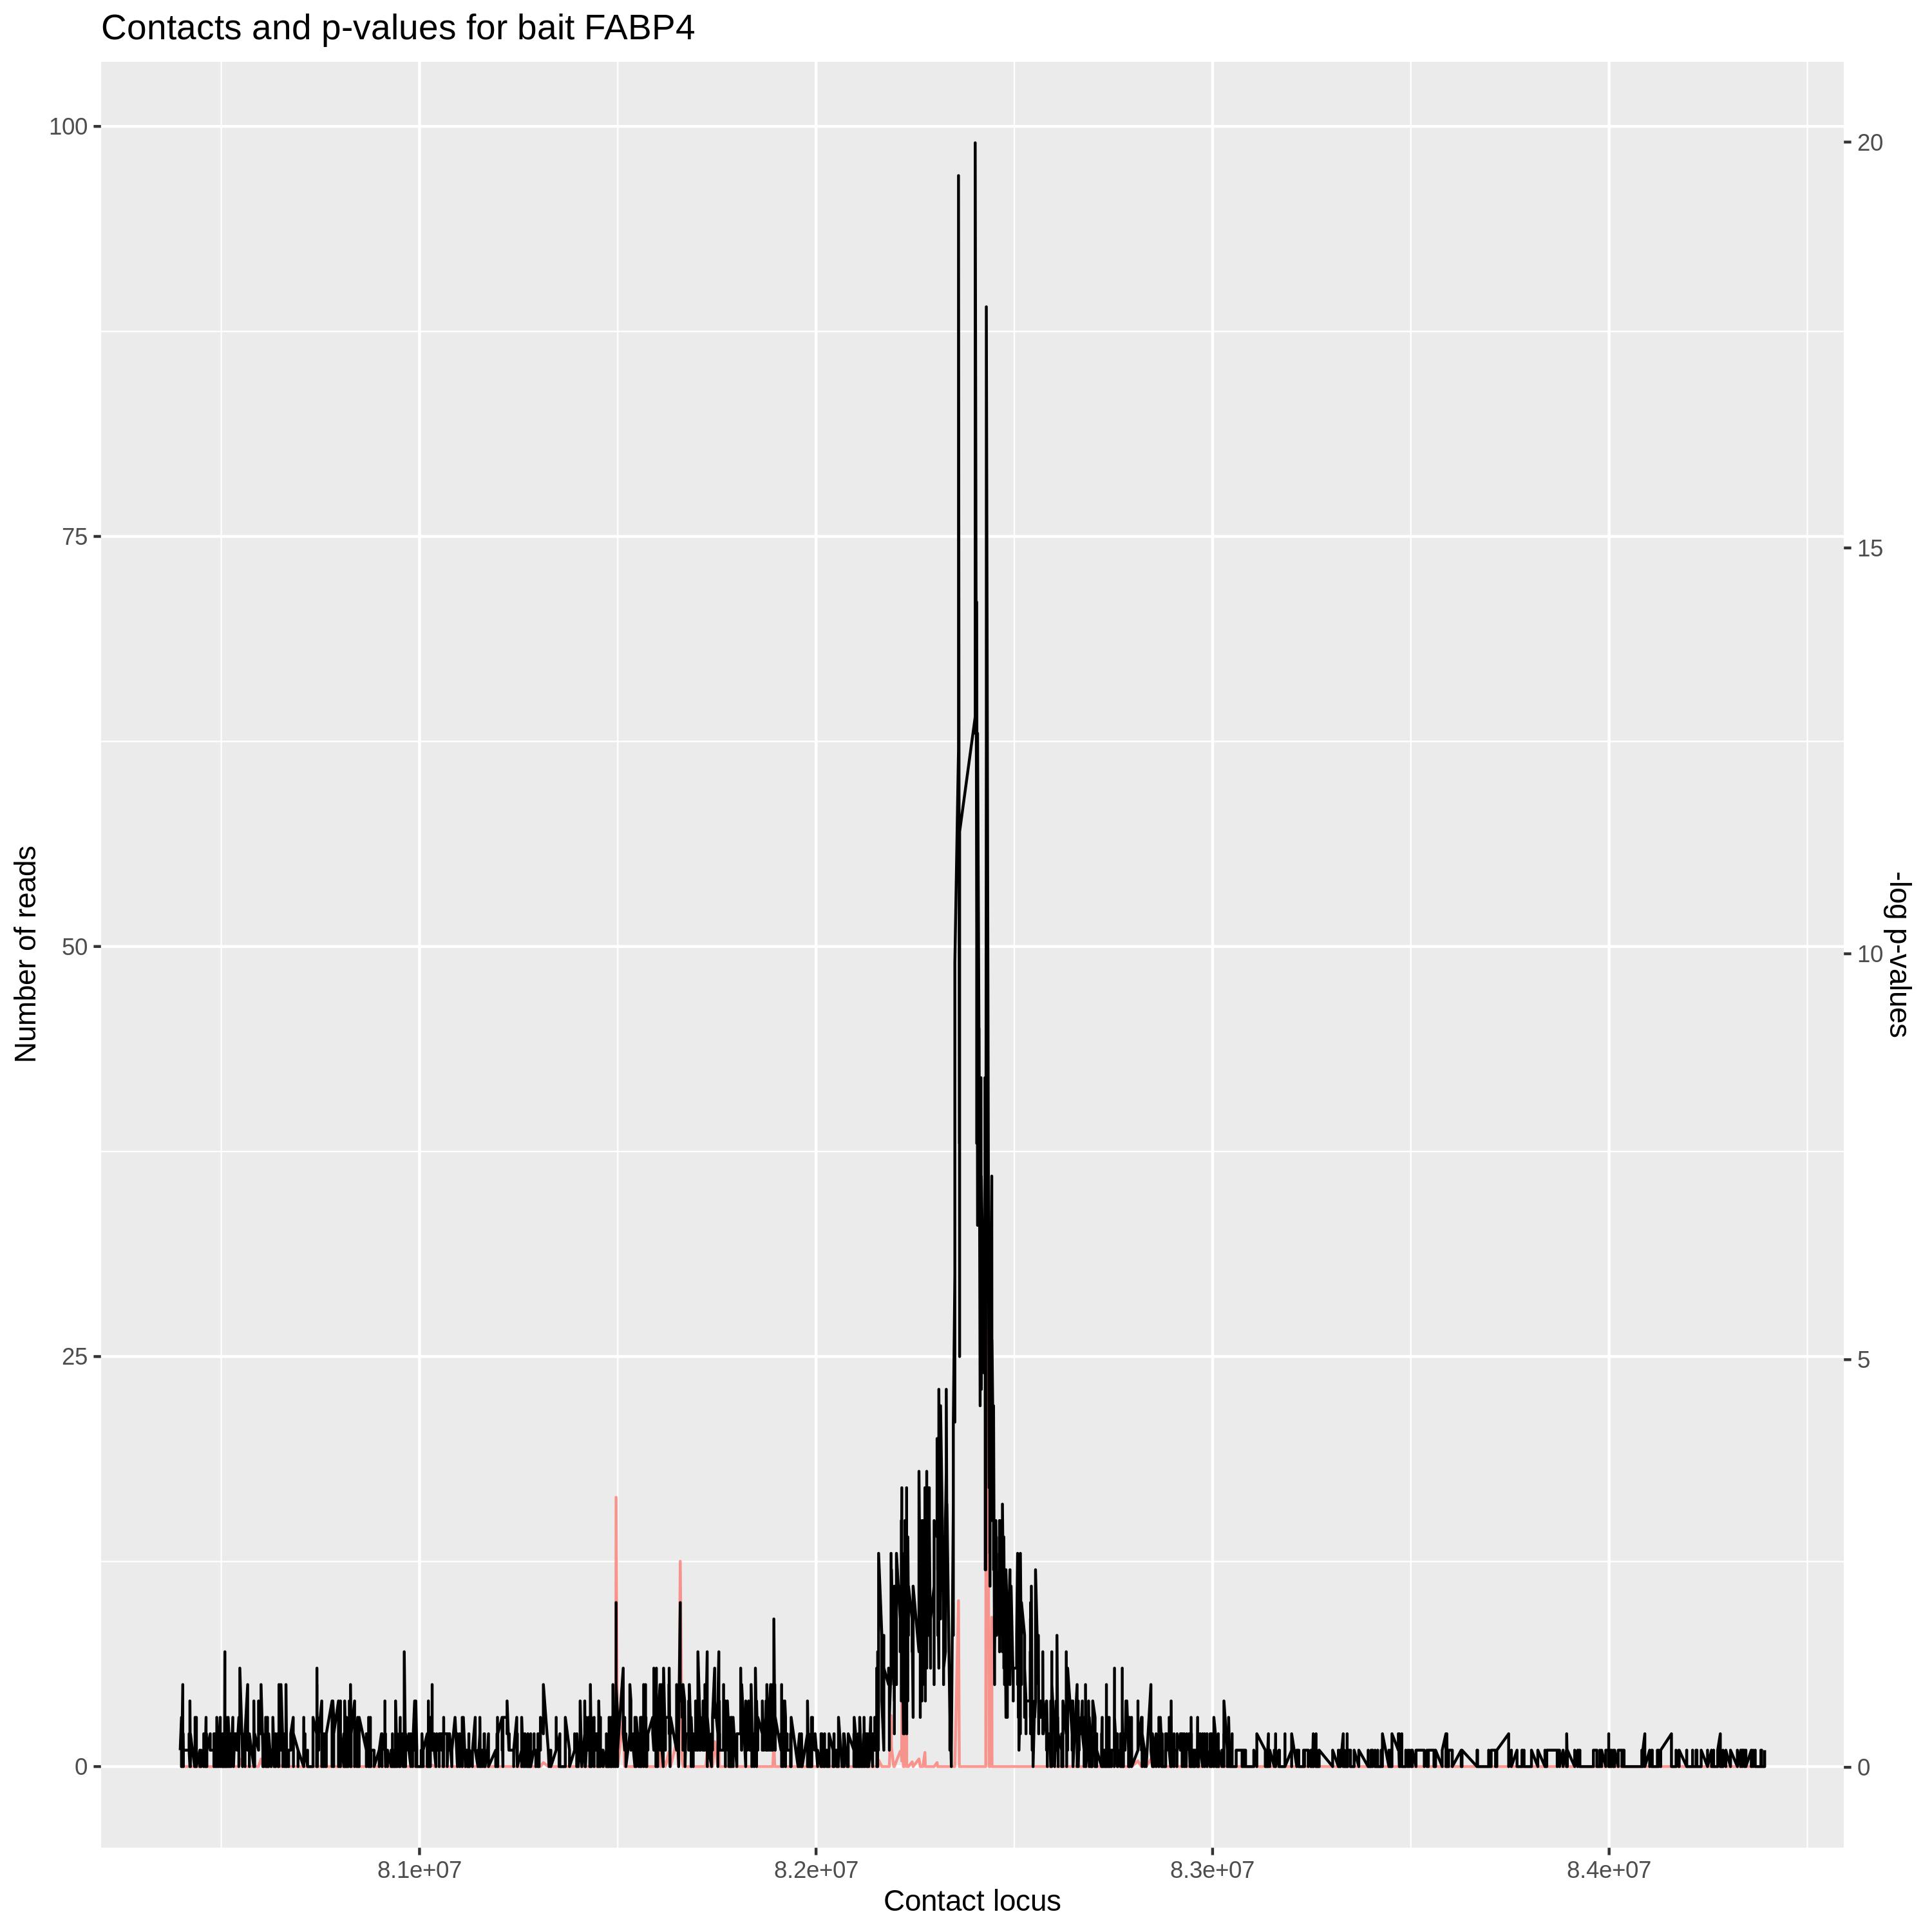 Contacts and p-values for bait FABP4
100
75
50
25
0
Number of reads
20
15
10
5
0
-log p-values
8.1e+07
8.2e+07
8.3e+07
8.4e+07
Contact locus